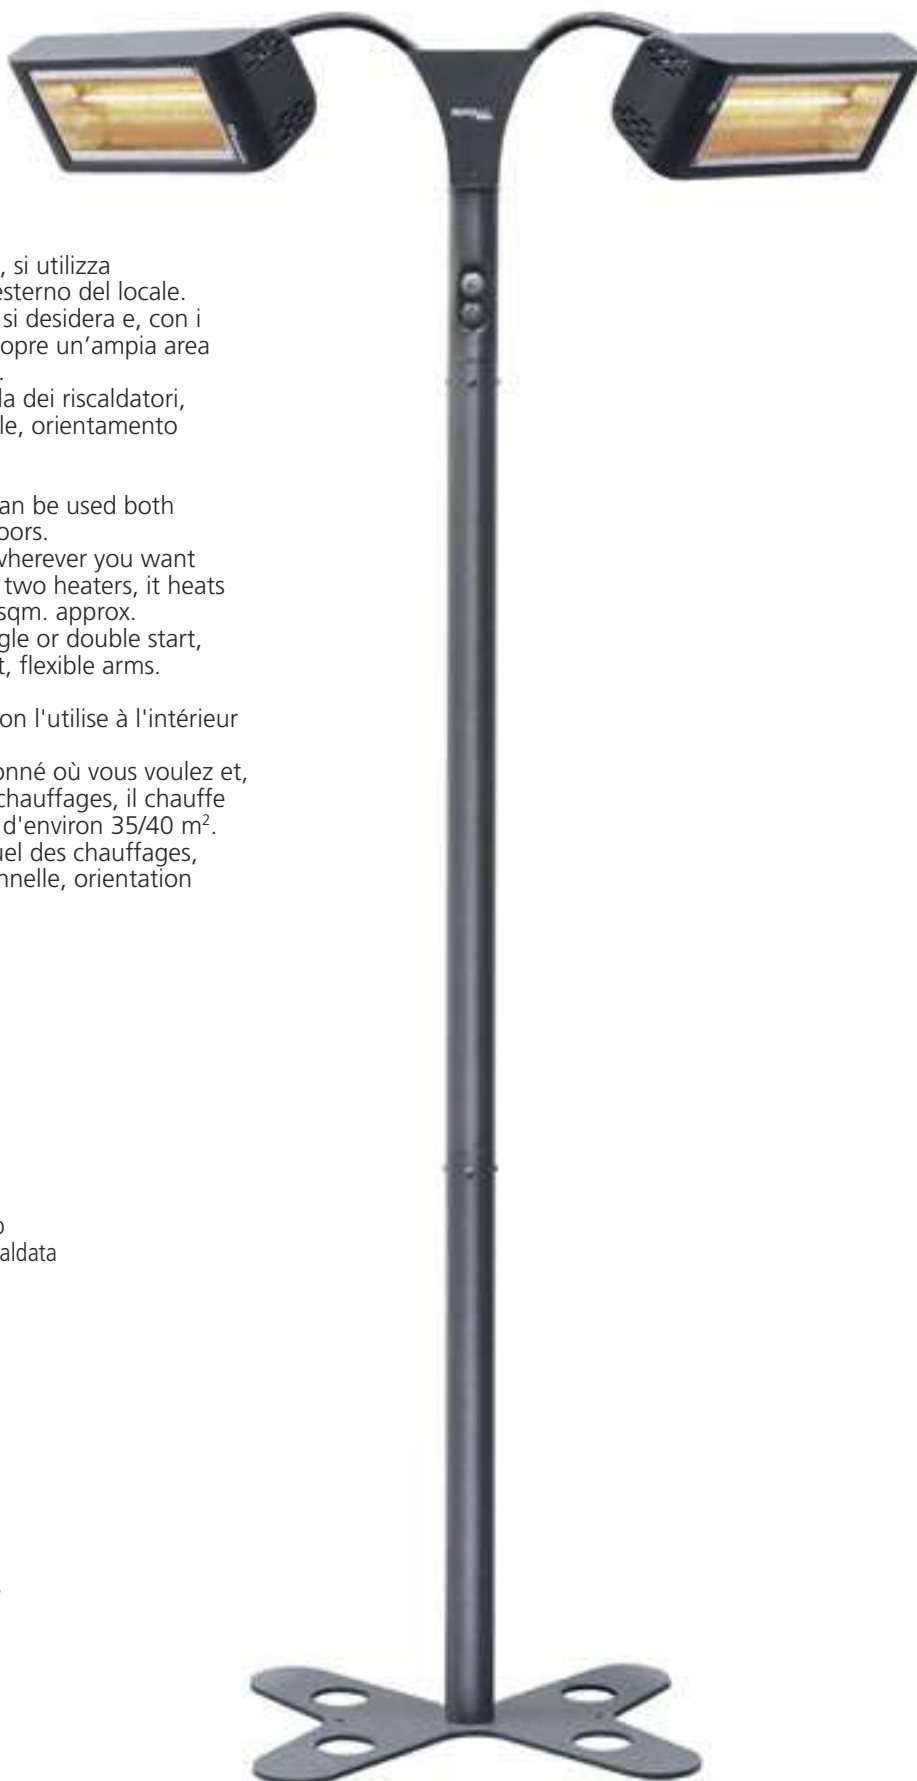 , si utilizza
esterno del locale.
si desidera e, con i
opre un’ampia area
.
la dei riscaldatori,
le, orientamento
an be used both
oors.
wherever you want
two heaters, it heats
sqm. approx.
gle or double start,
t, flexible arms.
on l'utilise à l'intérieur
onné où vous voulez et,
chauffages, il chauffe
d'environ 35/40 m².
uel des chauffages,
nnelle, orientation
o
aldata